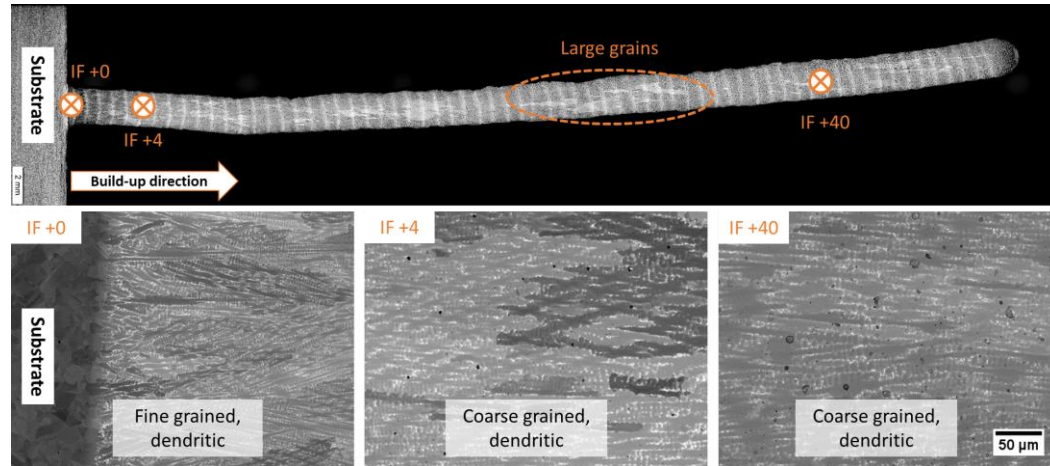 Substrate
IF +0
IF +4
Large grains
IF +40
2 mm
Build-up direction
IF +0
IF +4
IF +40
Substrate
Fine grained,
dendritic
Coarse grained,
dendritic
Coarse grained,
dendritic
50 µm